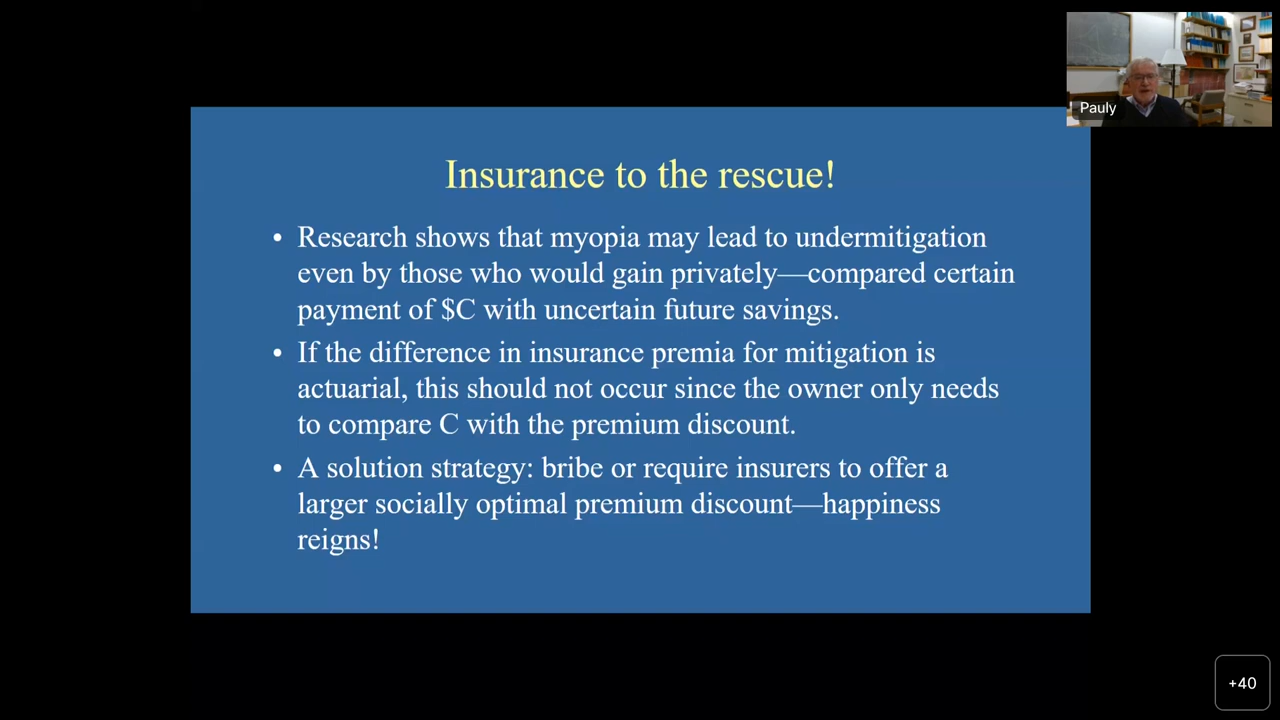 Pauly
Insurance to the rescue!
• Research shows that myopia may lead to undermitigation
even by those who would gain privately—compared certain
payment of $C with uncertain future savings.
• If the difference in insurance premia for mitigation is
actuarial, this should not occur since the owner only needs
to compare C with the premium discount.
• A solution strategy: bribe or require insurers to offer a
larger socially optimal premium discount—happiness
reigns!
+40